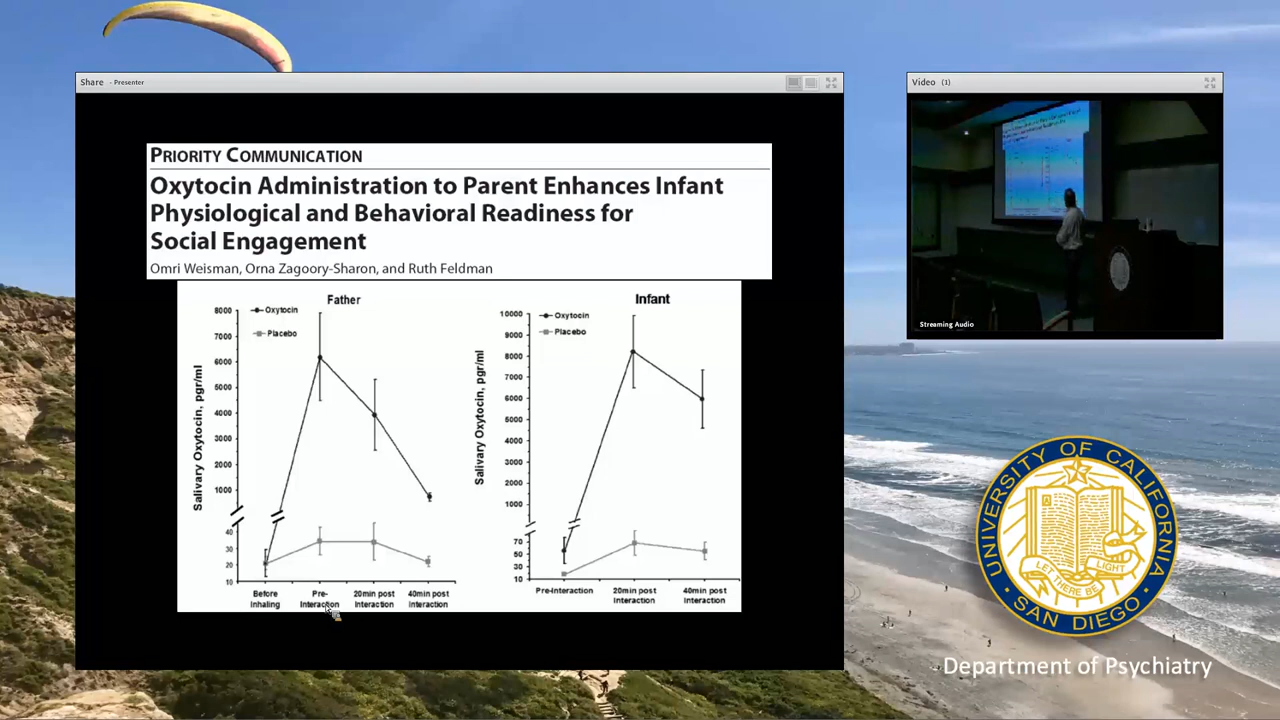 Share - Presenter
PRIORITY COMMUNICATION
Oxytocin Administration to Parent Enhances Infant
Physiological and Behavioral Readiness for
Social Engagement
Omri Weisman, Orna Zagoory-Sharon, and Ruth Feldman
Father
Oxytocin
Placebo
Salivary Oxytocin, pgr/ml
8000
7000
6000
5000
4000
3000
2000
1000
40
30
20
10
Before
Inhaling
Pre-
Interaction
20min post
Interaction
40min post
Interaction
Infant
Oxytocin
Placebo
Salivary Oxytocin, pgr/ml
10000
9000
8000
7000
6000
5000
4000
3000
2000
1000
70
50
30
10
Pre-Interaction
20min post
Interaction
40min post
Interaction
Video (1)
Streaming Audio
UNIVERSITY OF CALIFORNIA
LET THERE BE LIGHT
SAN DIEGO
Department of Psychiatry